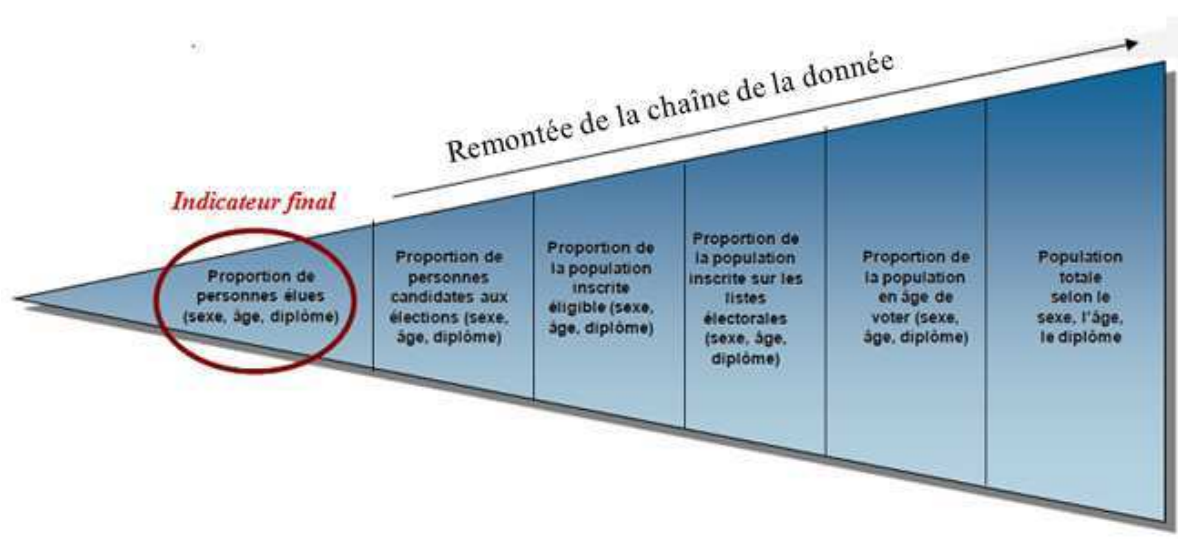 Remontée de la chaîne de la donnée
Indicateur final
Proportion de
personnes élues
(sexe, âge, diplôme)
Proportion de
personnes
candidates aux
élections (sexe,
âge, diplôme)
Proportion de
la population
inscrite
éligible (sexe,
âge, diplôme)
Proportion de
la population
inscrite sur les
listes
électorales
(sexe, âge,
diplôme)
Proportion de
la population
en âge de
voter (sexe,
âge, diplôme)
Population
totale
selon le
sexe, l'âge,
le diplôme